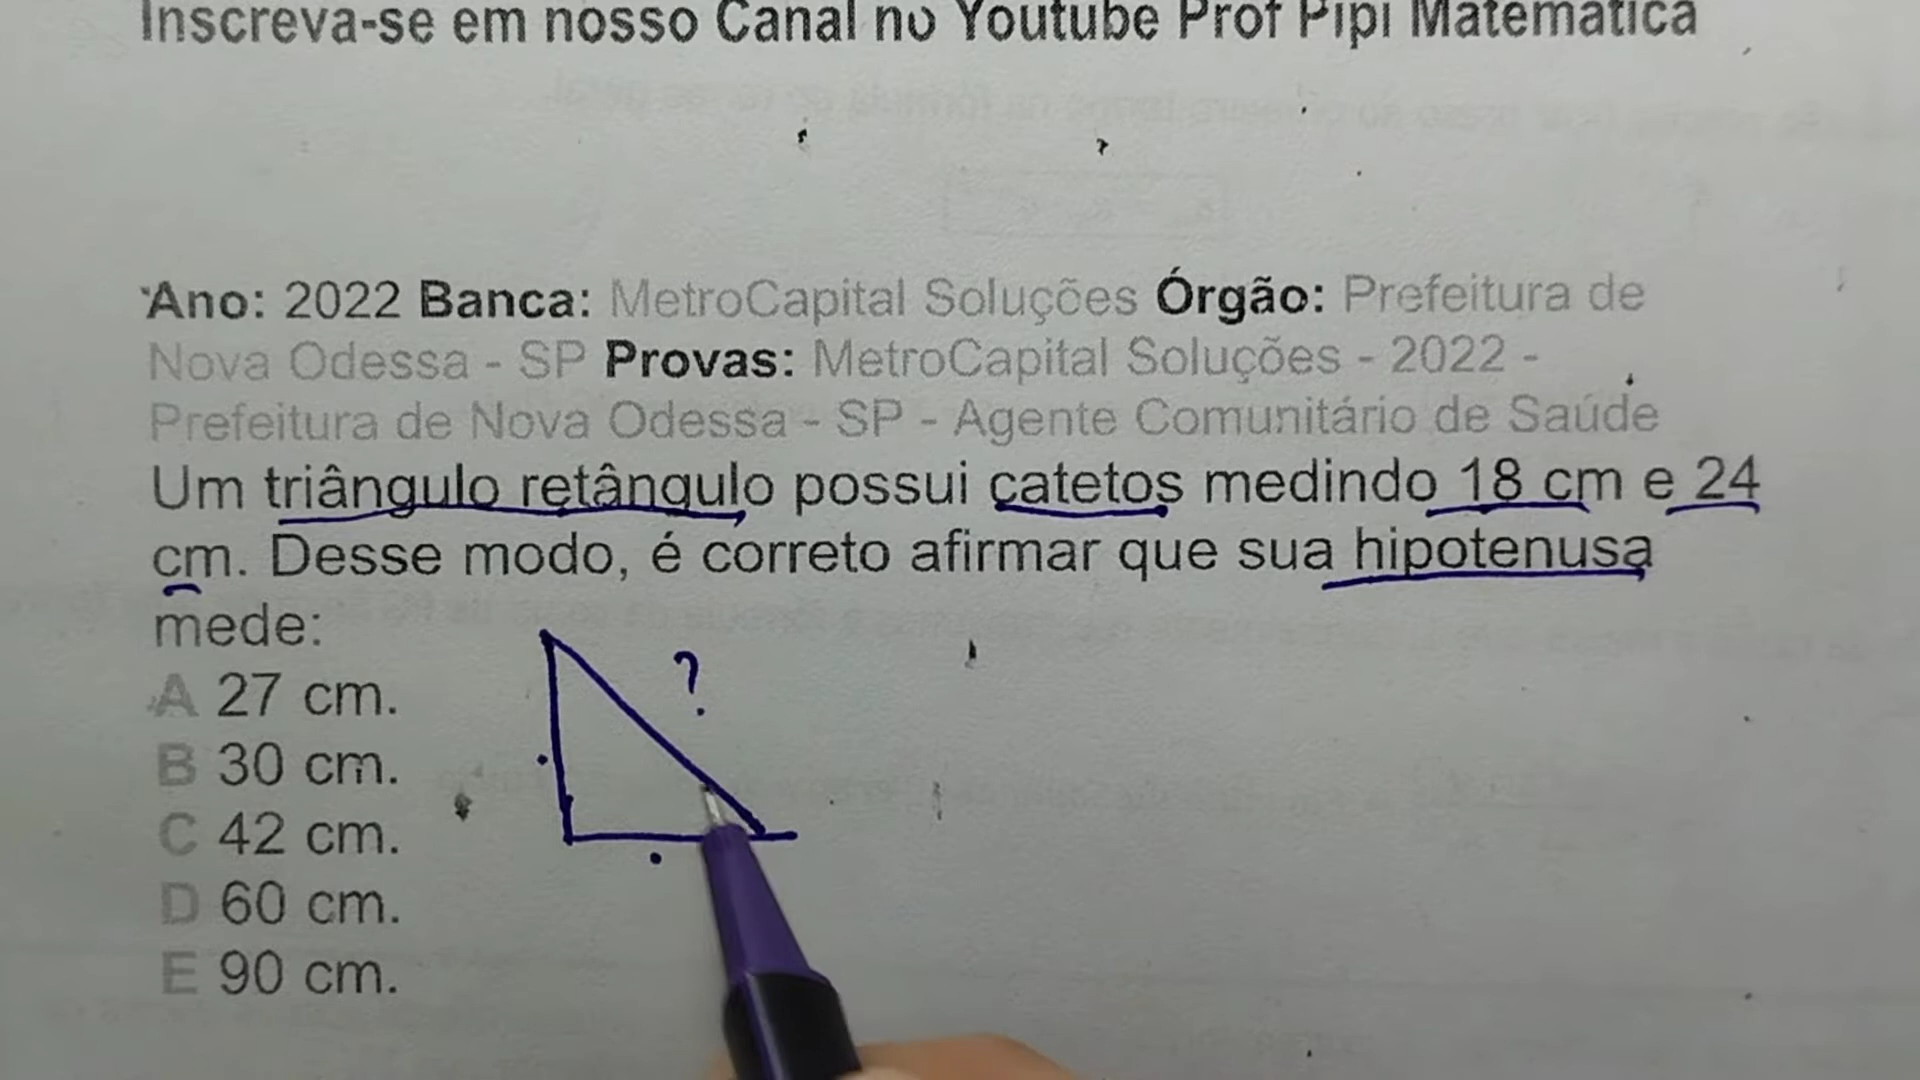 Inscreva-se em nosso Canal no Youtube Prof Pipi Matemática
Ano: 2022 Banca: MetroCapital Soluções Órgão: Prefeitura de
Nova Odessa - SP Provas: MetroCapital Soluções - 2022 -
Prefeitura de Nova Odessa - SP - Agente Comunitário de Saúde
Um triângulo retângulo possui catetos medindo 18 cm e 24
cm. Desse modo, é correto afirmar que sua hipotenusa
mede:
?
A 27 cm.
B 30 cm.
C 42 cm.
D 60 cm.
E 90 cm.